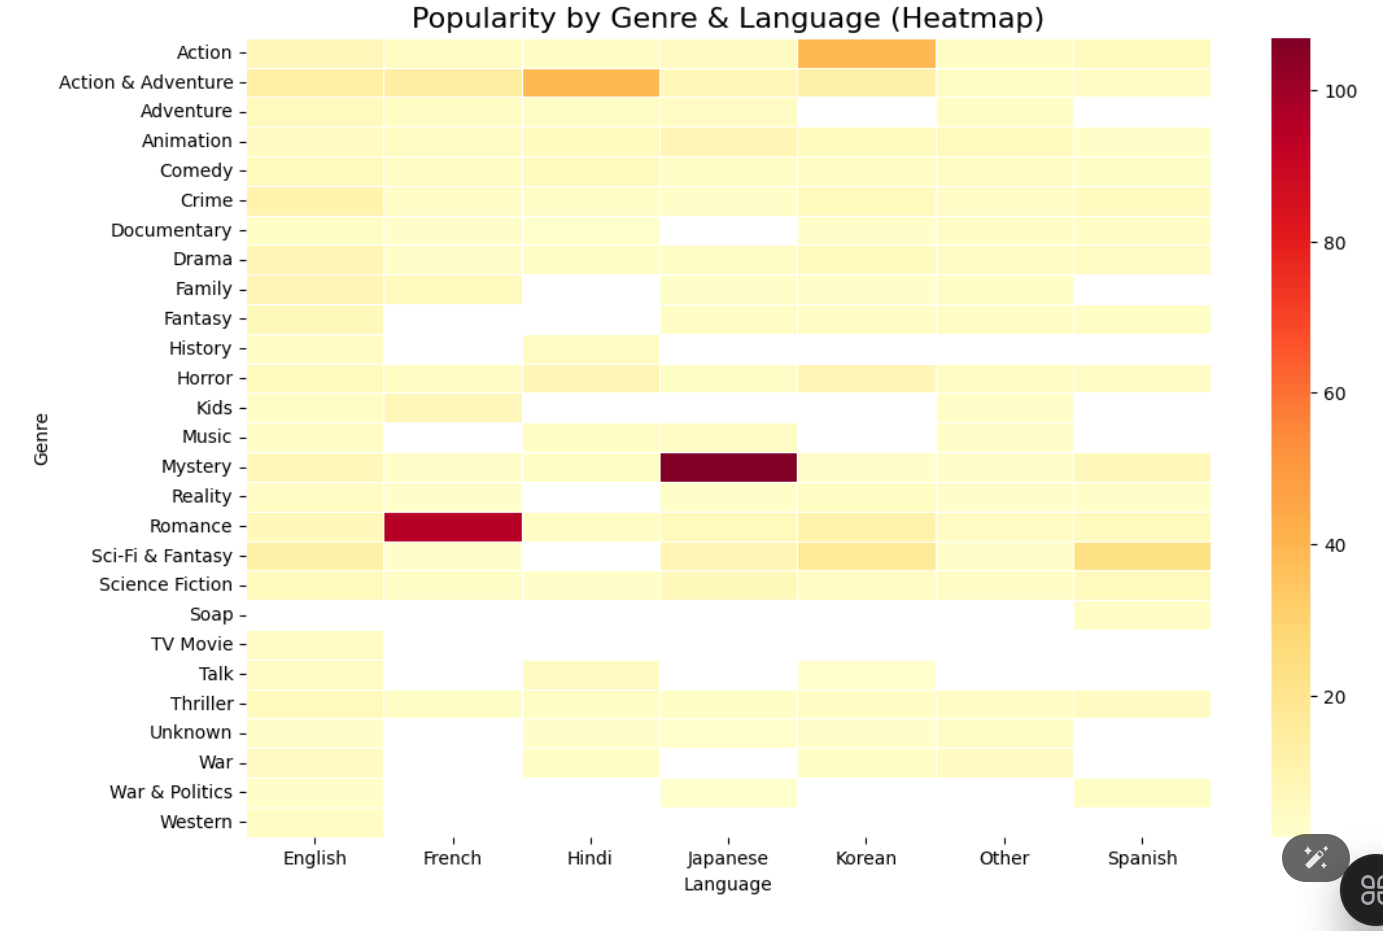 Popularity by Genre & Language (Heatmap)
Action
Action & Adventure
Adventure
Animation
Comedy
Crime
Documentary
Drama
Family
Fantasy
History
Horror
Kids
Music
Mystery
Reality
Romance
Sci-Fi & Fantasy
Science Fiction
Soap
TV Movie
Talk
Thriller
Unknown
War
War & Politics
Western
Genre
English French Hindi Japanese Korean Other Spanish
Language
100
80
60
40
20